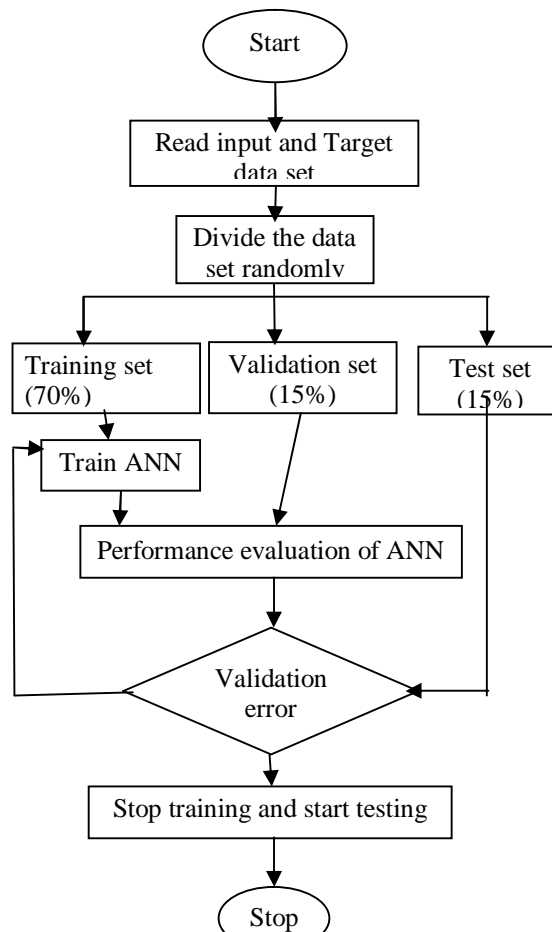 Start
Read input and Target
data set
Divide the data
set randomly
Training set
(70%)
Validation set
(15%)
Test set
(15%)
Train ANN
Performance evaluation of ANN
Validation
error
Stop training and start testing
Stop